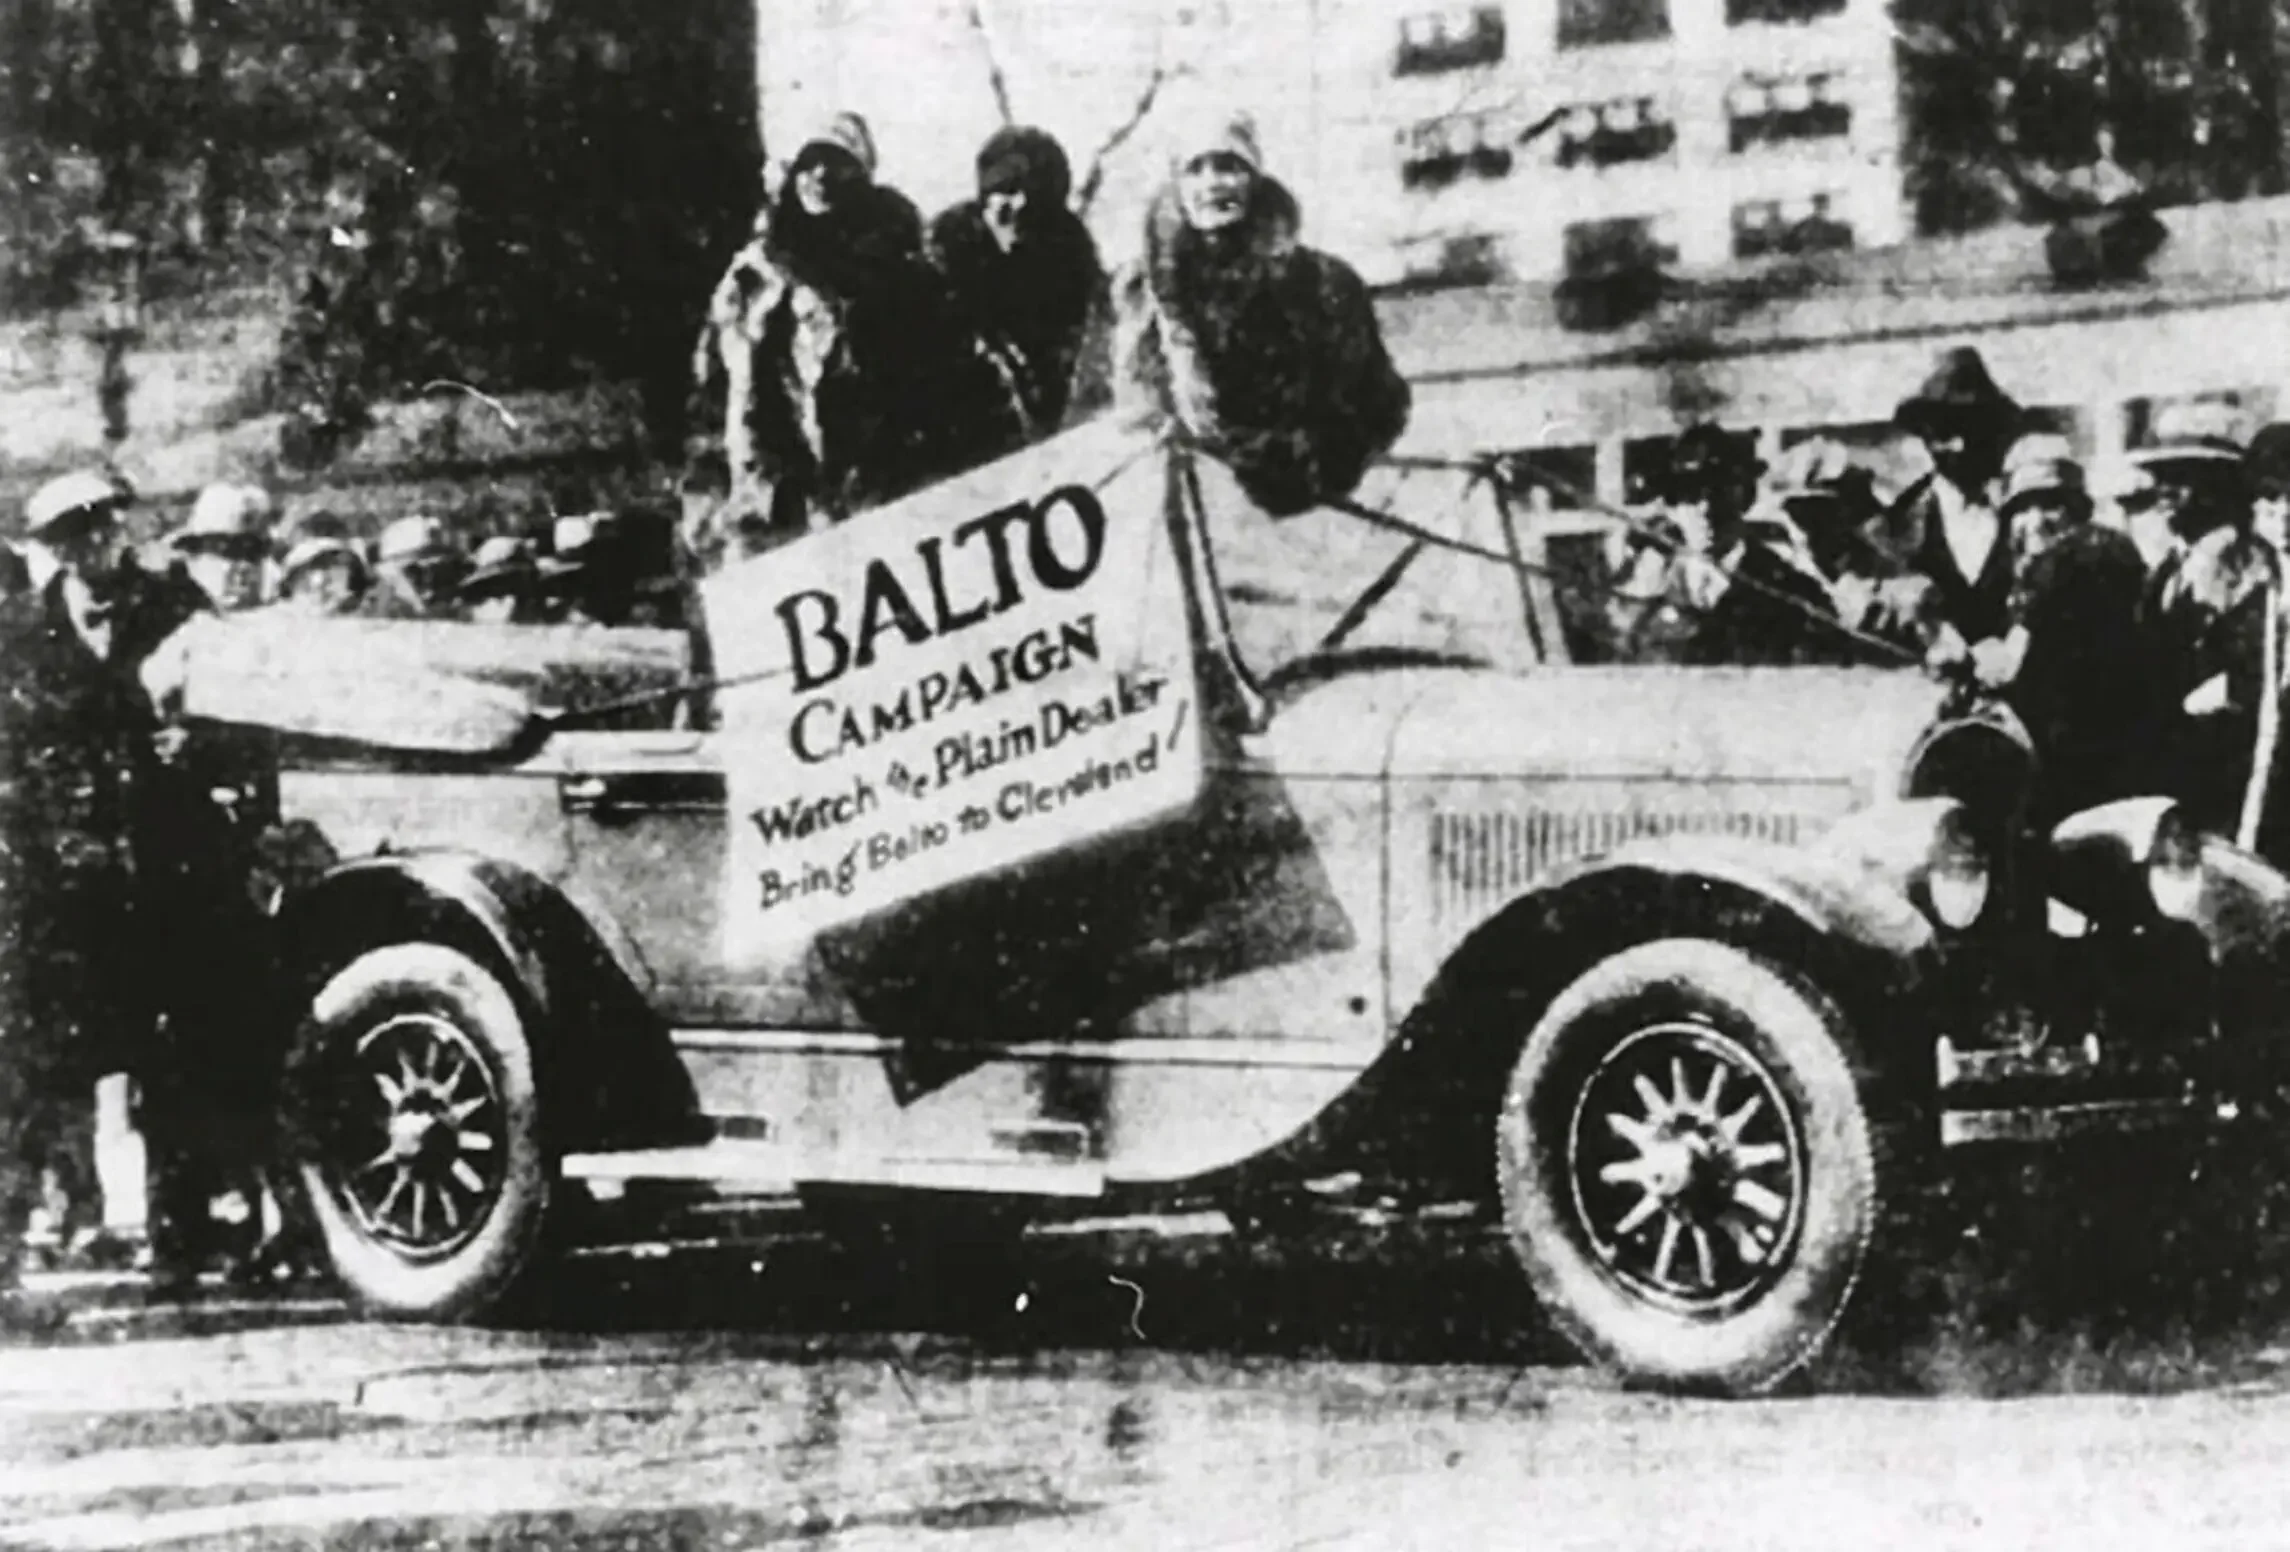 BALTO
CAMPAIGN
Watch the Plain Dealer
Bring Balto to Cleveland!